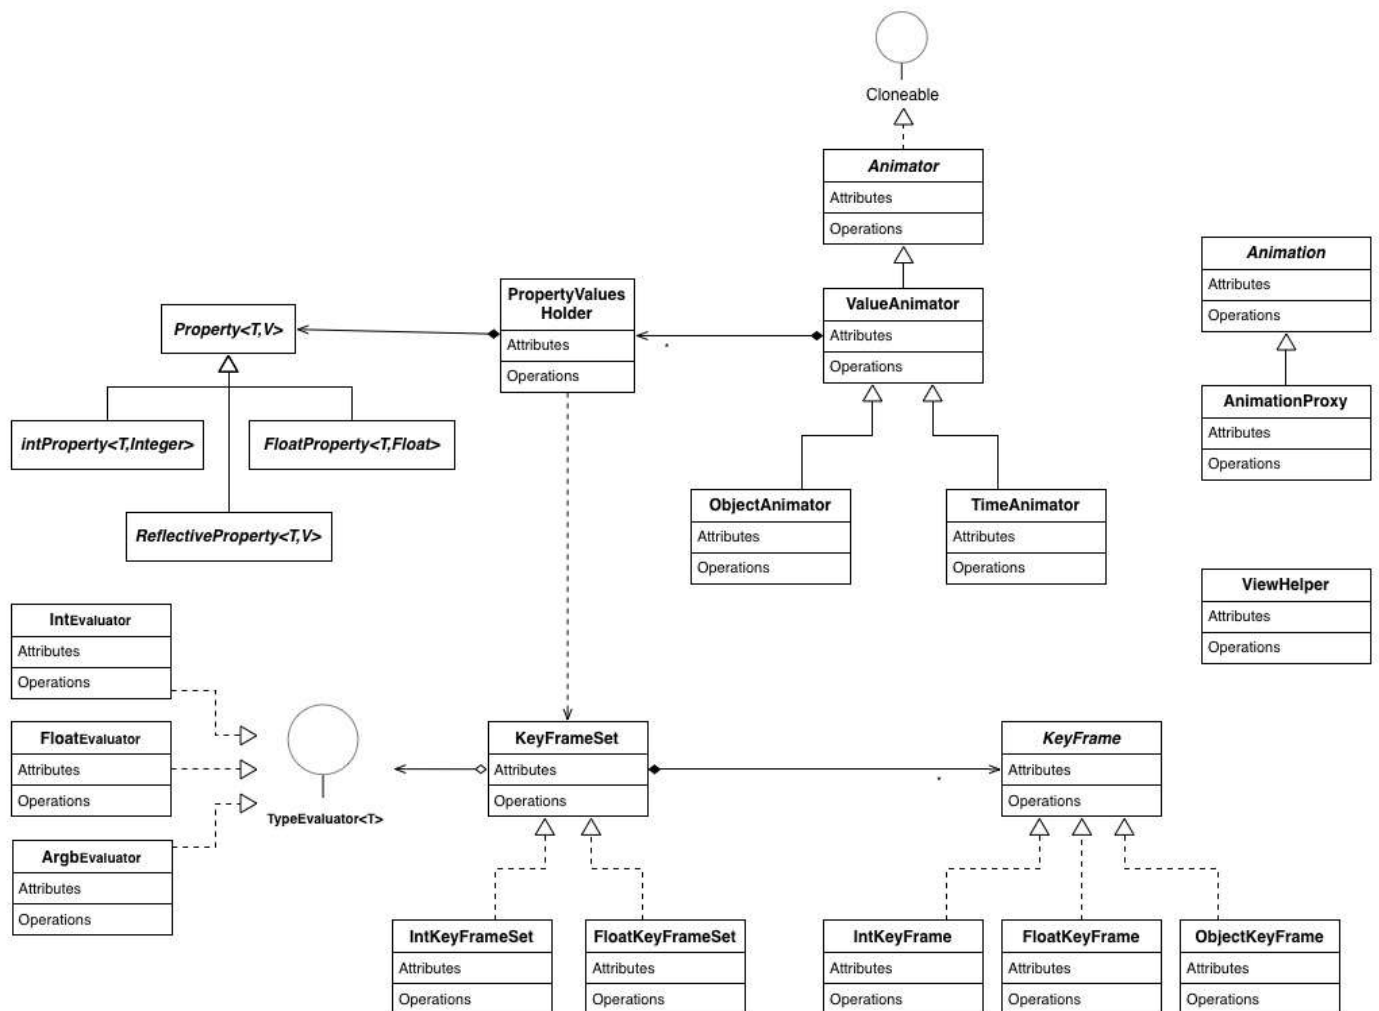 Cloneable
Animator
Attributes
Operations
Animation
Attributes
Operations
PropertyValues
Holder
Attributes
Operations
ValueAnimator
Attributes
Operations
*
Property<T,V>
intProperty<T,Integer>
FloatProperty<T,Float>
ReflectiveProperty<T,V>
AnimationProxy
Attributes
Operations
ObjectAnimator
Attributes
Operations
TimeAnimator
Attributes
Operations
ViewHelper
Attributes
Operations
IntEvaluator
Attributes
Operations
FloatEvaluator
Attributes
Operations
ArgbEvaluator
Attributes
Operations
TypeEvaluator<T>
KeyFrameSet
Attributes
Operations
*
KeyFrame
Attributes
Operations
IntKeyFrameSet
Attributes
Operations
FloatKeyFrameSet
Attributes
Operations
IntKeyFrame
Attributes
Operations
FloatKeyFrame
Attributes
Operations
ObjectKeyFrame
Attributes
Operations